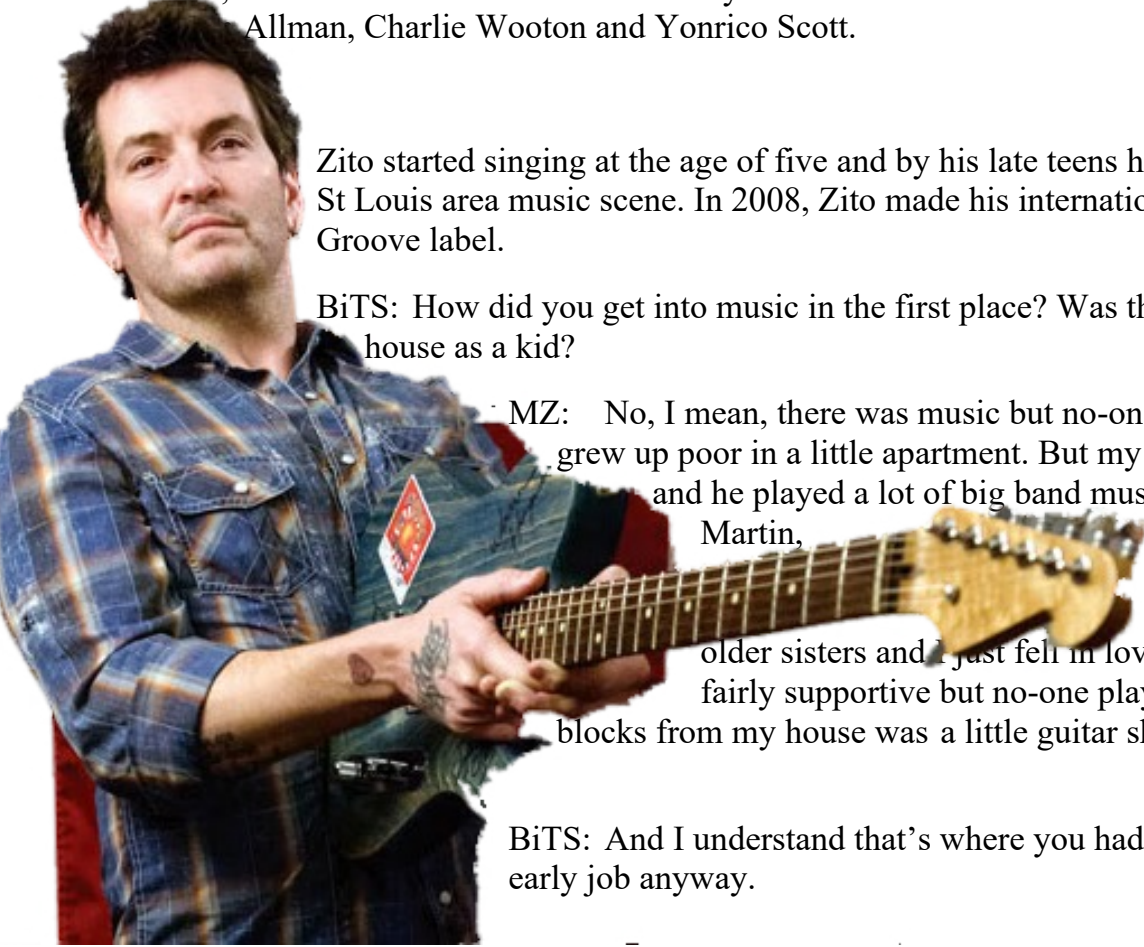 Allman, Charlie Wooton and Yonrico Scott.
Zito started singing at the age of five and by his late teens h
St Louis area music scene. In 2008, Zito made his internatio
Groove label.
BiTS: How did you get into music in the first place? Was th
house as a kid?
MZ: No, I mean, there was music but no-on
grew up poor in a little apartment. But my
and he played a lot of big band mus
Martin,
older sisters and I just fell in lov
fairly supportive but no-one play
blocks from my house was a little guitar sh
BiTS: And I understand that’s where you had
early job anyway.